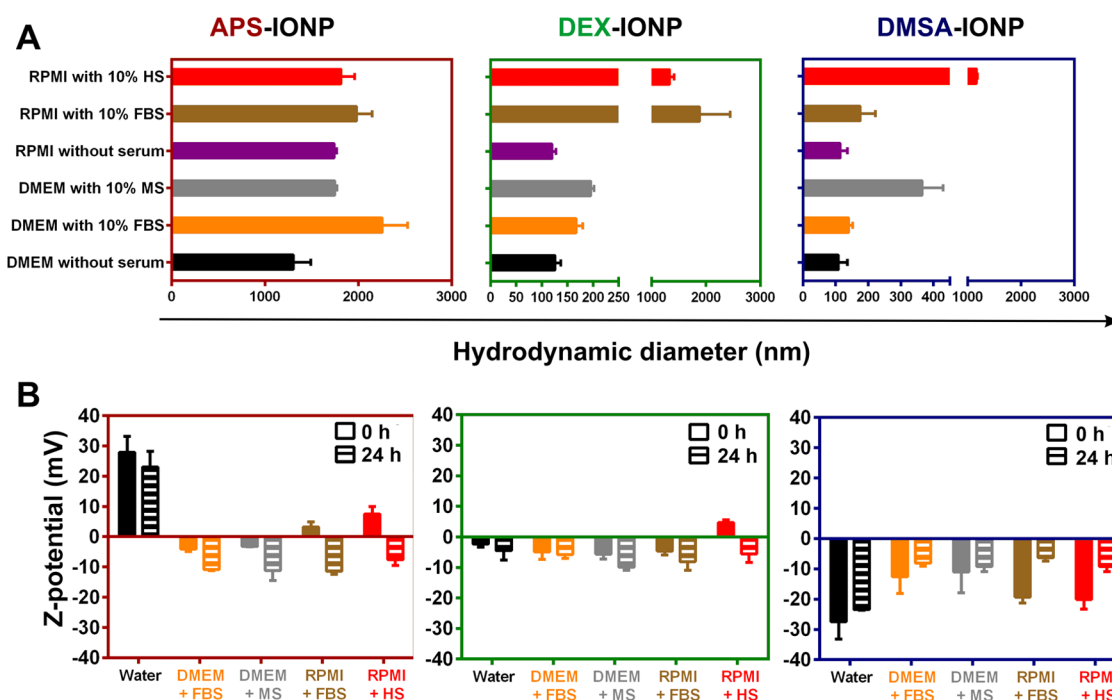 A
APS-IONP
DEX-IONP
DMSA-IONP
RPMI with 10% HS
RPMI with 10% FBS
RPMI without serum
DMEM with 10% MS
DMEM with 10% FBS
DMEM without serum
0 1000 2000 3000
0 50 100 150 200 250 1000 2000 3000
0 100 200 300 400 1000 2000 3000
Hydrodynamic diameter (nm)
B
Z-potential (mV)
40
30
20
10
0
-10
-20
-30
-40
0 h
24 h
Water
DMEM
+ FBS
DMEM
+ MS
RPMI
+ FBS
RPMI
+ HS
40
30
20
10
0
-10
-20
-30
-40
0 h
24 h
Water
DMEM
+ FBS
DMEM
+ MS
RPMI
+ FBS
RPMI
+ HS
40
30
20
10
0
-10
-20
-30
-40
0 h
24 h
Water
DMEM
+ FBS
DMEM
+ MS
RPMI
+ FBS
RPMI
+ HS